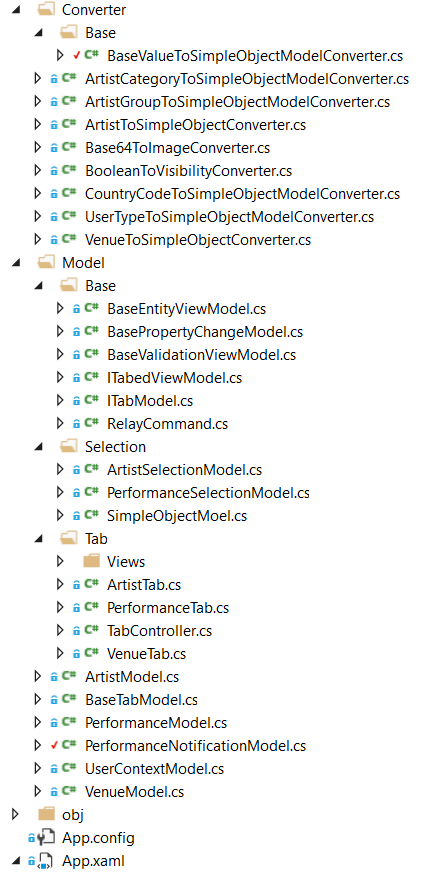 Converter
Base
C# BaseValueToSimpleObjectModelConverter.cs
C# ArtistCategoryToSimpleObjectModelConverter.cs
C# ArtistGroupToSimpleObjectModelConverter.cs
C# ArtistToSimpleObjectConverter.cs
C# Base64ToImageConverter.cs
C# BooleanToVisibilityConverter.cs
C# CountryCodeToSimpleObjectModelConverter.cs
C# UserTypeToSimpleObjectModelConverter.cs
C# VenueToSimpleObjectConverter.cs
Model
Base
C# BaseEntityViewModel.cs
C# BasePropertyChangeModel.cs
C# BaseValidationViewModel.cs
C# ITabedViewModel.cs
C# ITabModel.cs
C# RelayCommand.cs
Selection
C# ArtistSelectionModel.cs
C# PerformanceSelectionModel.cs
C# SimpleObjectMoel.cs
Tab
Views
C# ArtistTab.cs
C# PerformanceTab.cs
C# TabController.cs
C# VenueTab.cs
C# ArtistModel.cs
C# BaseTabModel.cs
C# PerformanceModel.cs
C# PerformanceNotificationModel.cs
C# UserContextModel.cs
C# VenueModel.cs
obj
App.config
App.xaml